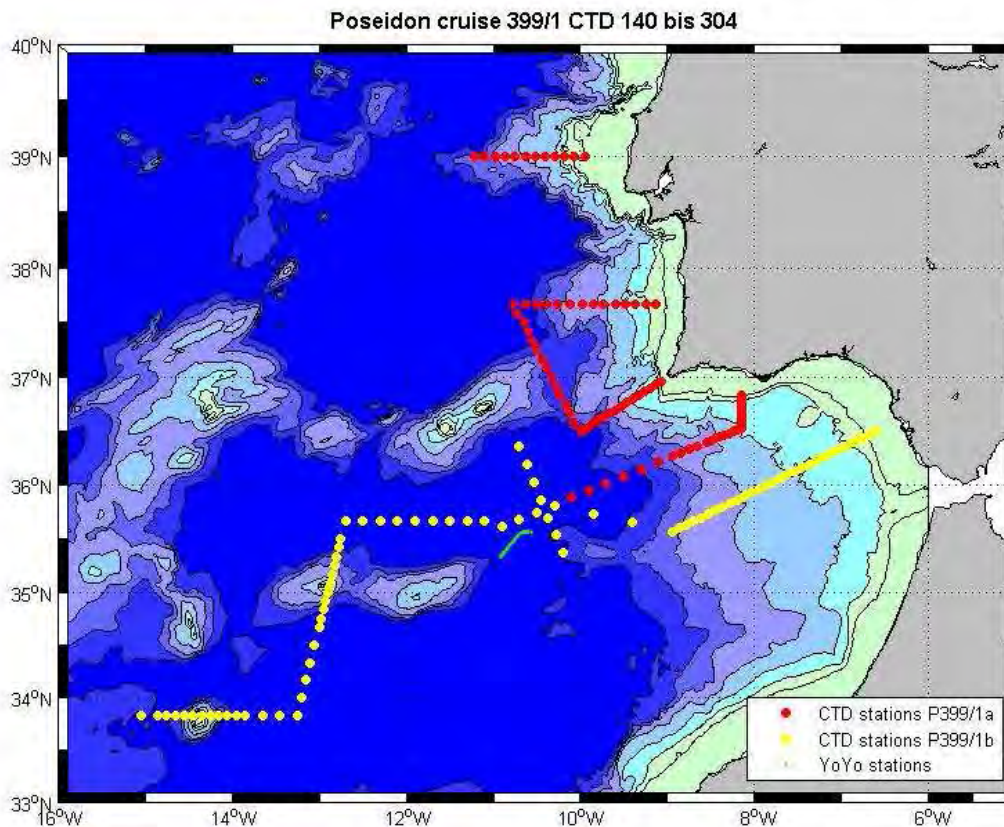 Poseidon cruise 399/1 CTD 140 bis 304
40°N
39°N
38°N
37°N
36°N
35°N
34°N
33°N
16°W
14°W
12°W
10°W
8°W
6°W
CTD stations P399/1a
CTD stations P399/1b
YoYo stations